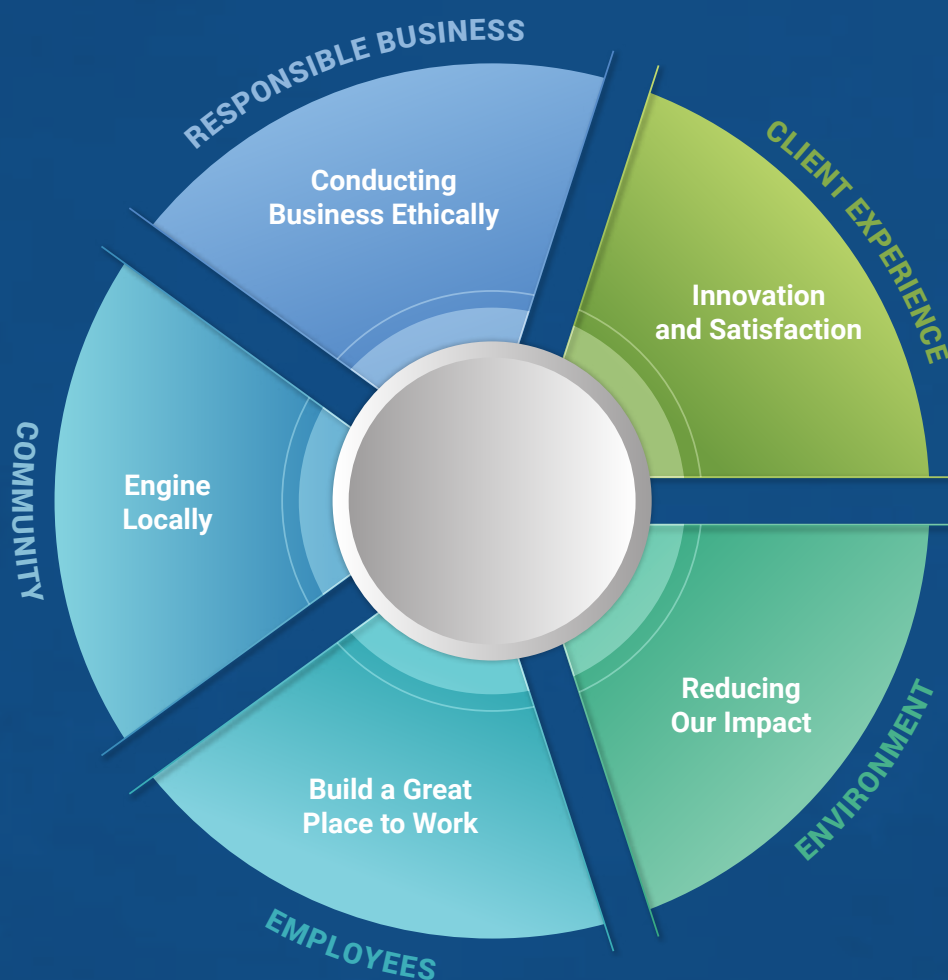 RESPONSIBLE BUSINESS
Conducting
Business Ethically
CLIENT EXPERIENCE
Innovation
and Satisfaction
COMMUNITY
Engine
Locally
Reducing
Our Impact
ENVIRONMENT
Build a Great
Place to Work
EMPLOYEES